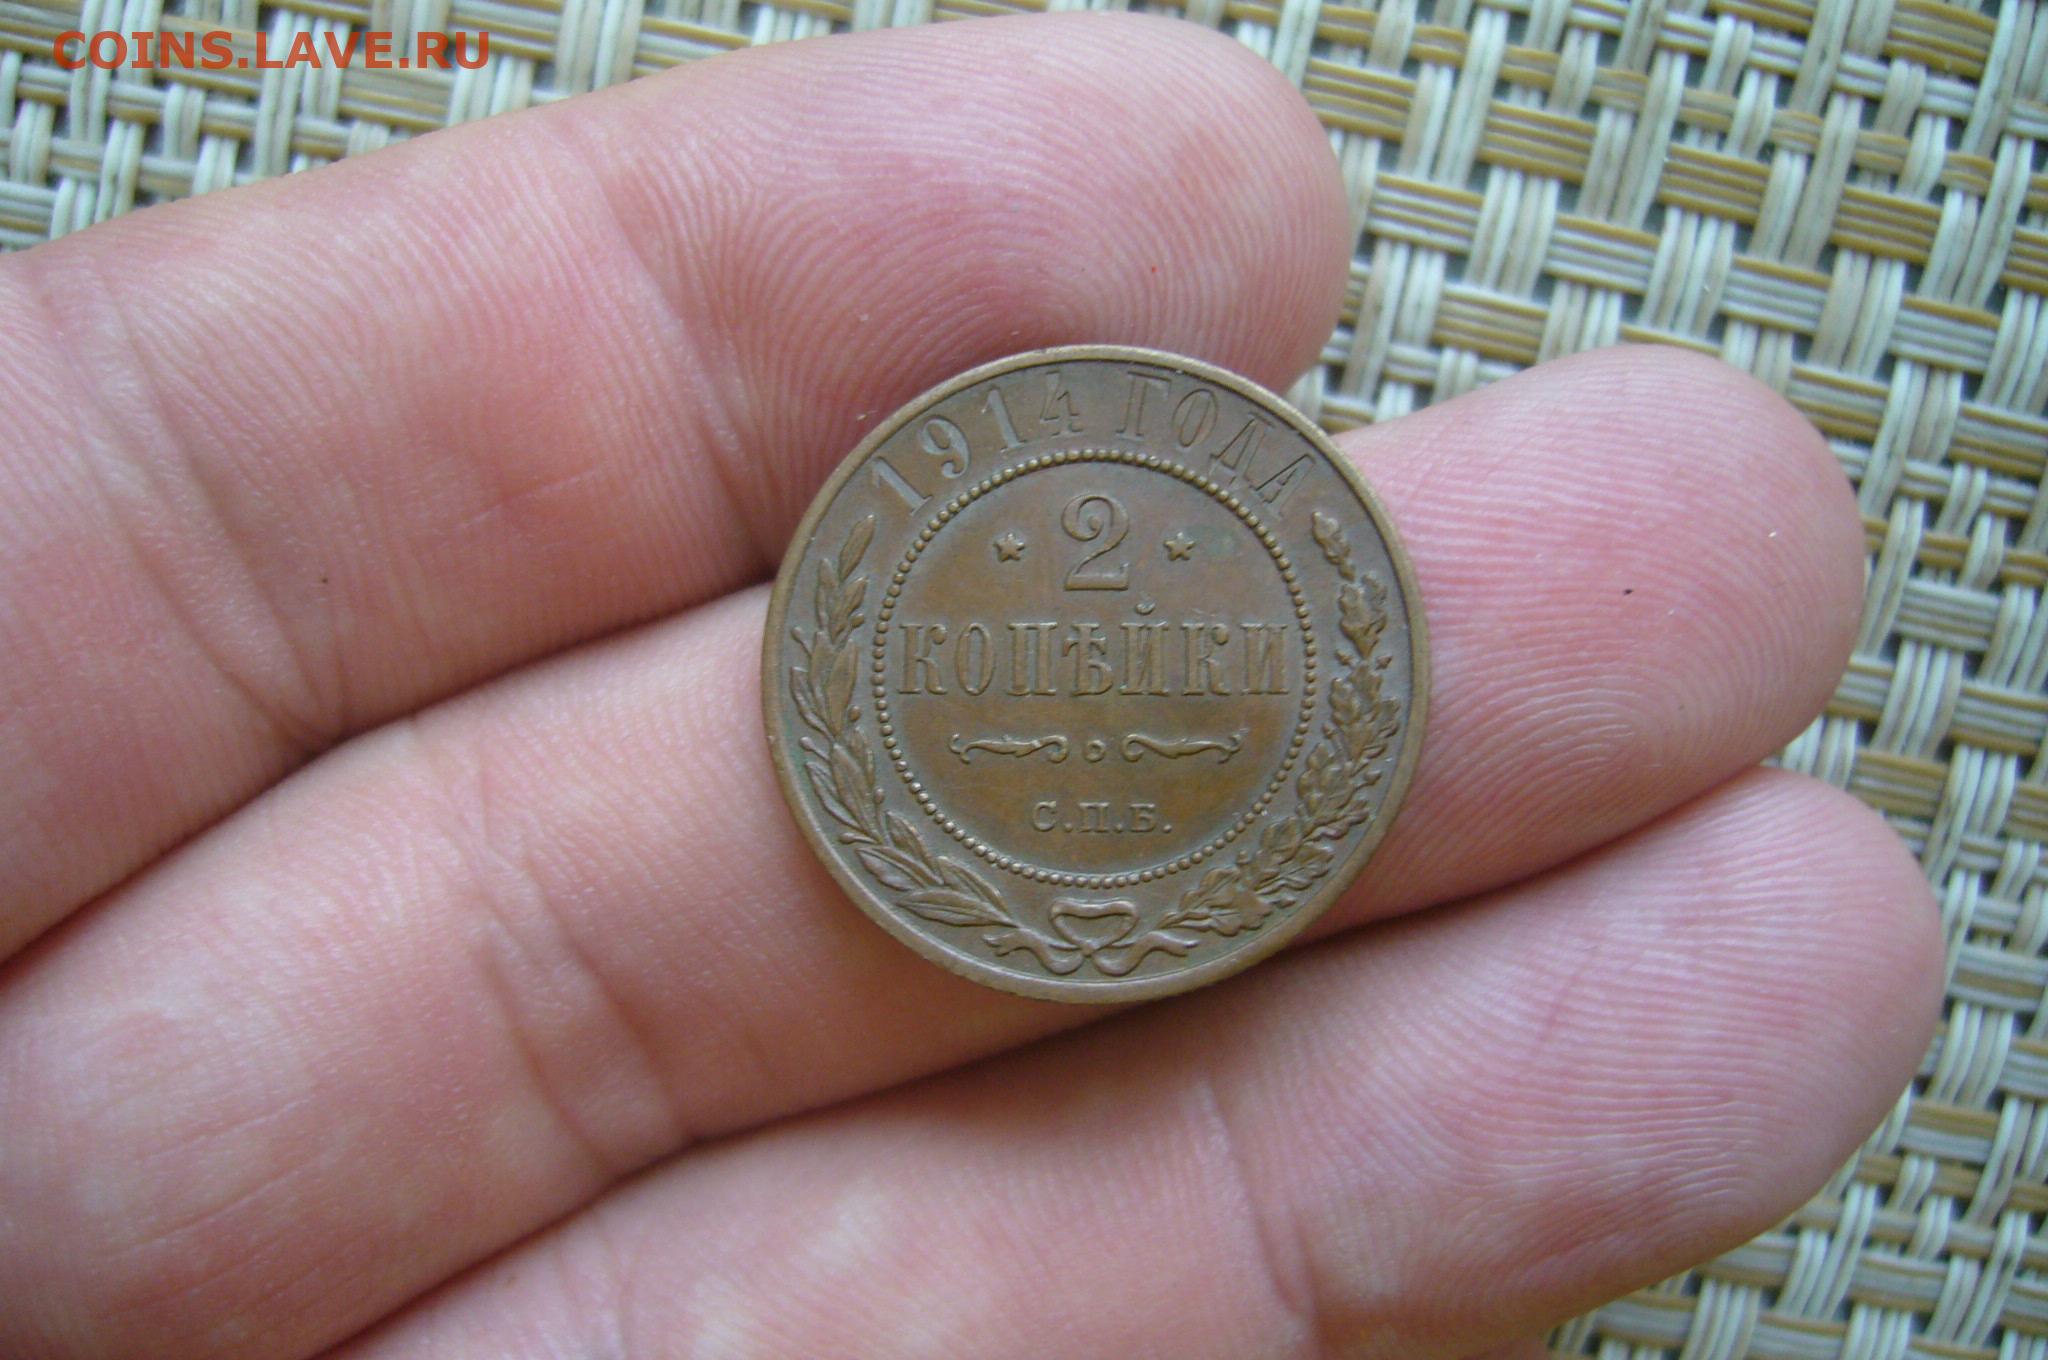 COINS.LAVE.RU
1914 ГОДА
2
КОПѢЙКИ
С.П.Б.